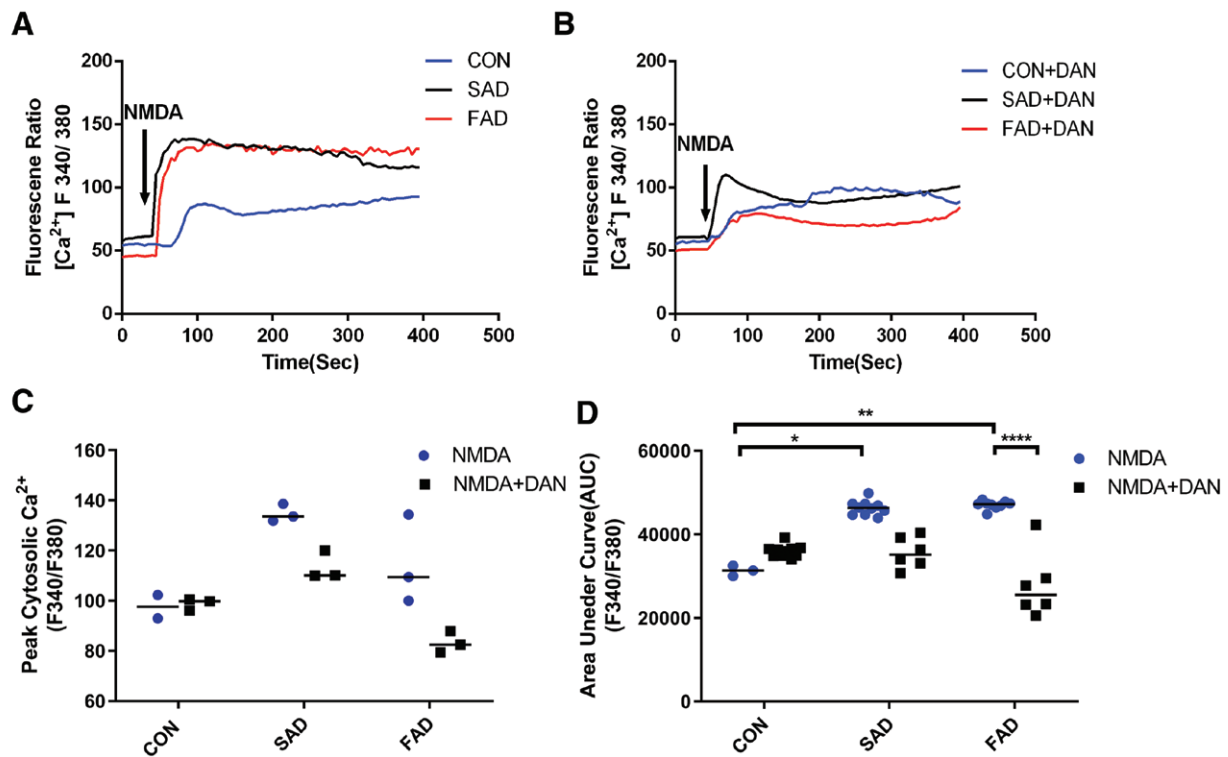 A
200
150
100
50
0
Fluorescene Ratio
[Ca²⁺] F 340/ 380
NMDA
CON
SAD
FAD
0 100 200 300 400 500
Time(Sec)
B
200
150
100
50
0
Fluorescene Ratio
[Ca²⁺] F 340/ 380
NMDA
CON+DAN
SAD+DAN
FAD+DAN
0 100 200 300 400 500
Time(Sec)
C
160
140
120
100
80
60
Peak Cytosolic Ca²⁺
(F340/F380)
NMDA
NMDA+DAN
CON SAD FAD
D
60000
40000
20000
0
Area Uneder Curve(AUC)
(F340/F380)
**
*
****
NMDA
NMDA+DAN
CON SAD FAD